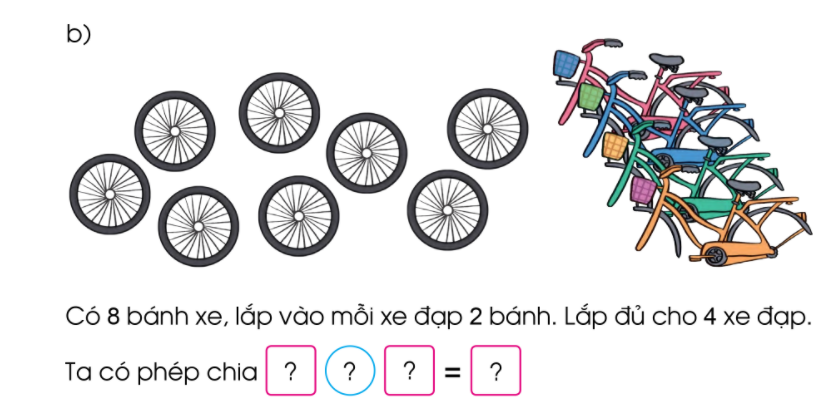 b)
Có 8 bánh xe, lắp vào mỗi xe đạp 2 bánh. Lắp đủ cho 4 xe đạp.
Ta có phép chia ? ? ? = ?